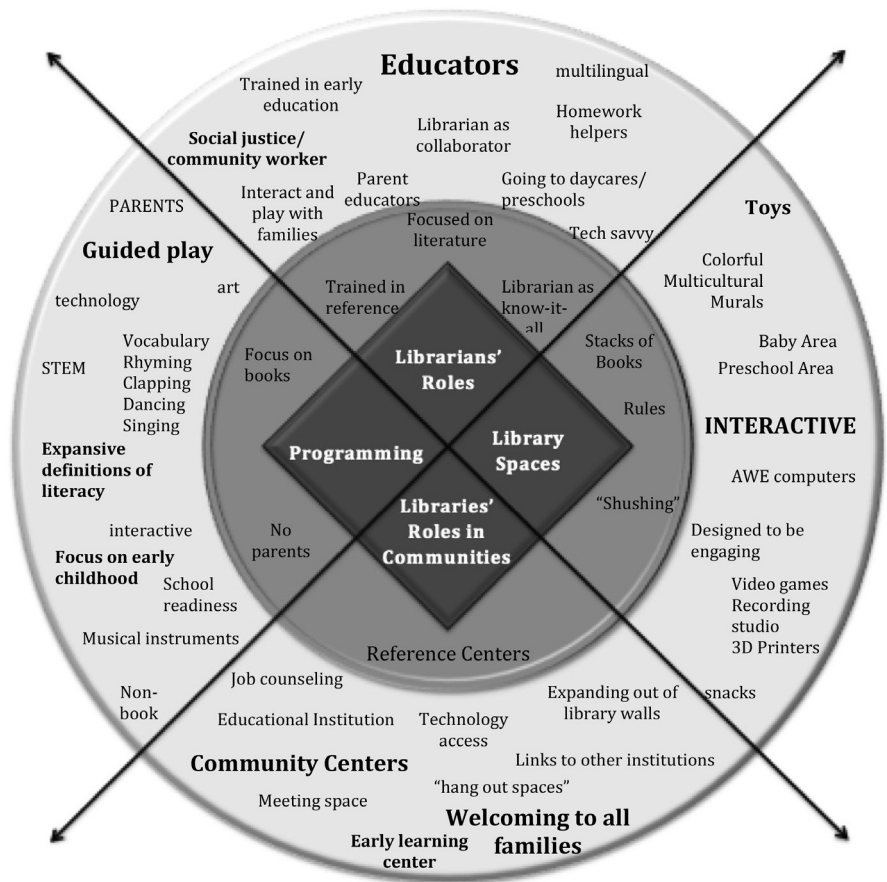 Educators
multilingual
Trained in early
education
Homework
helpers
Librarian as
collaborator
Social justice/
community worker
Parent
educators
Going to daycares/
preschools
Interact and
play with
families
Focused on
literature
Tech savvy
Trained in
reference
Librarian as
know-it-
all
Librarians’
Roles
PARENTS
Guided play
art
technology
Vocabulary
Rhyming
Clapping
Dancing
Singing
STEM
Focus on
books
Programming
Expansive
definitions of
literacy
interactive
Focus on early
childhood
No
parents
School
readiness
Musical instruments
Non-
book
Toys
Colorful
Multicultural
Murals
Baby Area
Preschool Area
Stacks of
Books
Rules
INTERACTIVE
Library
Spaces
AWE computers
“Shushing”
Designed to be
engaging
Video games
Recording
studio
3D Printers
snacks
Libraries’
Roles in
Communities
Reference Centers
Job counseling
Expanding out of
library walls
Educational Institution
Technology
access
Community Centers
Links to other institutions
“hang out spaces”
Meeting space
Welcoming to all
families
Early learning
center